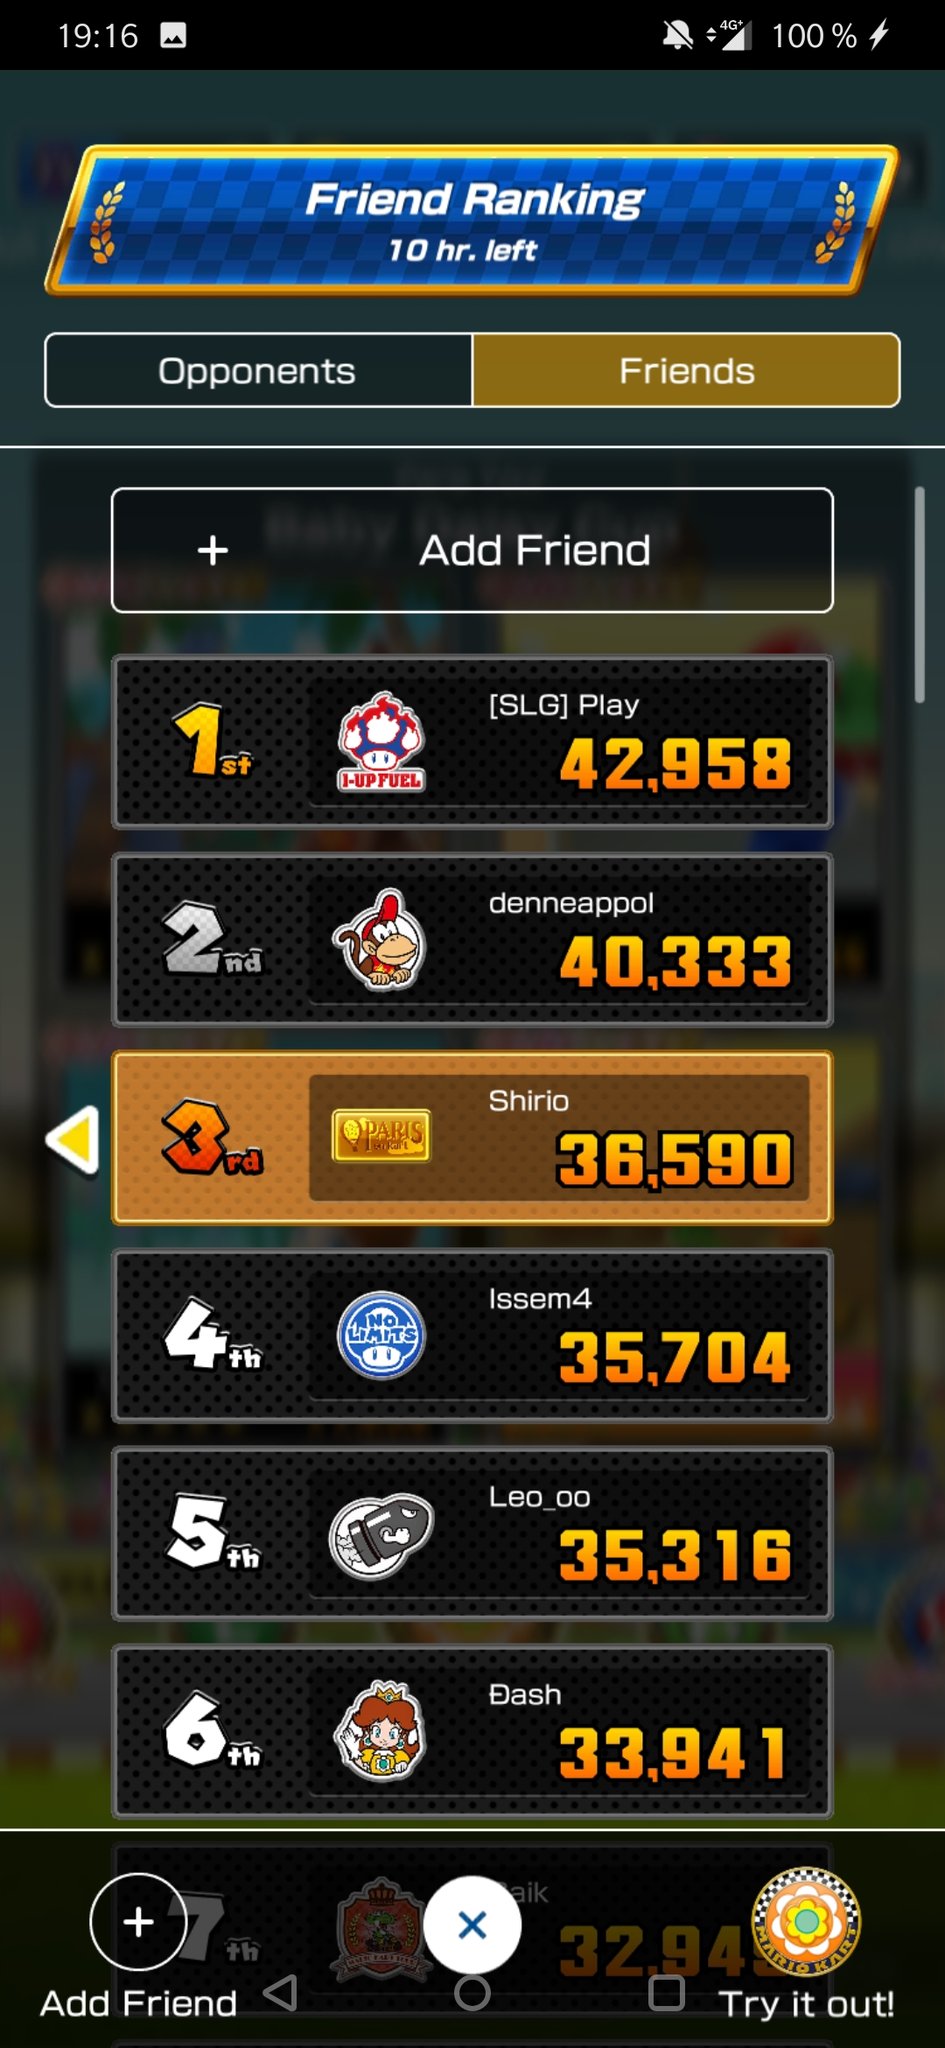 19:16 4G+ 100 %
Friend Ranking
10 hr. left
Opponents Friends
+ Add Friend
1st 1-UP FUEL [SLG] Play
42,958
2nd denneappol
40,333
3rd PARIS Shirio
36,590
4th NO LIMITS Issem4
35,704
5th Leo_oo
35,316
6th Đash
33,941
7th
Add Friend MARIO KART Try it out!